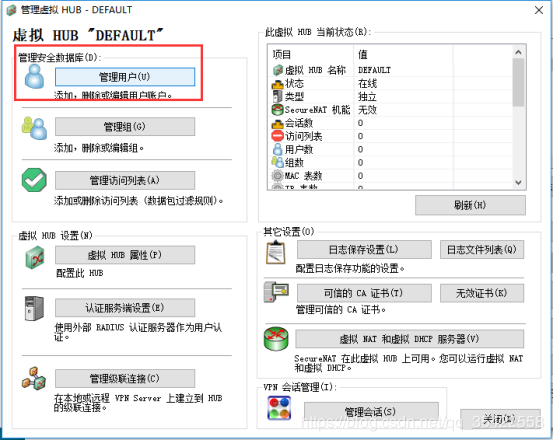 管理虚拟 HUB - DEFAULT
虚拟 HUB "DEFAULT"
管理安全数据库(D):
管理用户(U)
添加,删除或编辑用户账户。
管理组(G)
添加,删除或编辑组。
管理访问列表(A)
添加或删除访问列表 (数据包过滤规则)。
虚拟 HUB 设置(N)
虚拟 HUB 属性(P)
配置此 HUB
认证服务端设置(E)
使用外部 RADIUS 认证服务器作为用户认
证。
管理级联连接(C)
在本地或远程 VPN Server 上建立到 HUB
的级联连接。
此虚拟 HUB 当前状态(R):
项目 值
虚拟 HUB 名称 DEFAULT
状态 在线
类型 独立
SecureNAT 机能 无效
会话数 0
访问列表 0
用户数 0
组数 0
MAC 表数 0
IP 表数 0
刷新(H)
其它设置(O)
日志保存设置(L) 日志文件列表(Q)
配置日志保存功能的设置。
可信的 CA 证书(T) 无效证书(K)
管理可信的 CA 证书。
虚拟 NAT 和虚拟 DHCP 服务器(V)
SecureNAT 在此虚拟 HUB 上可用。您可以运行虚拟 NAT
和虚拟 DHCP。
VPN 会话管理(I):
管理会话(S)
关闭(X)